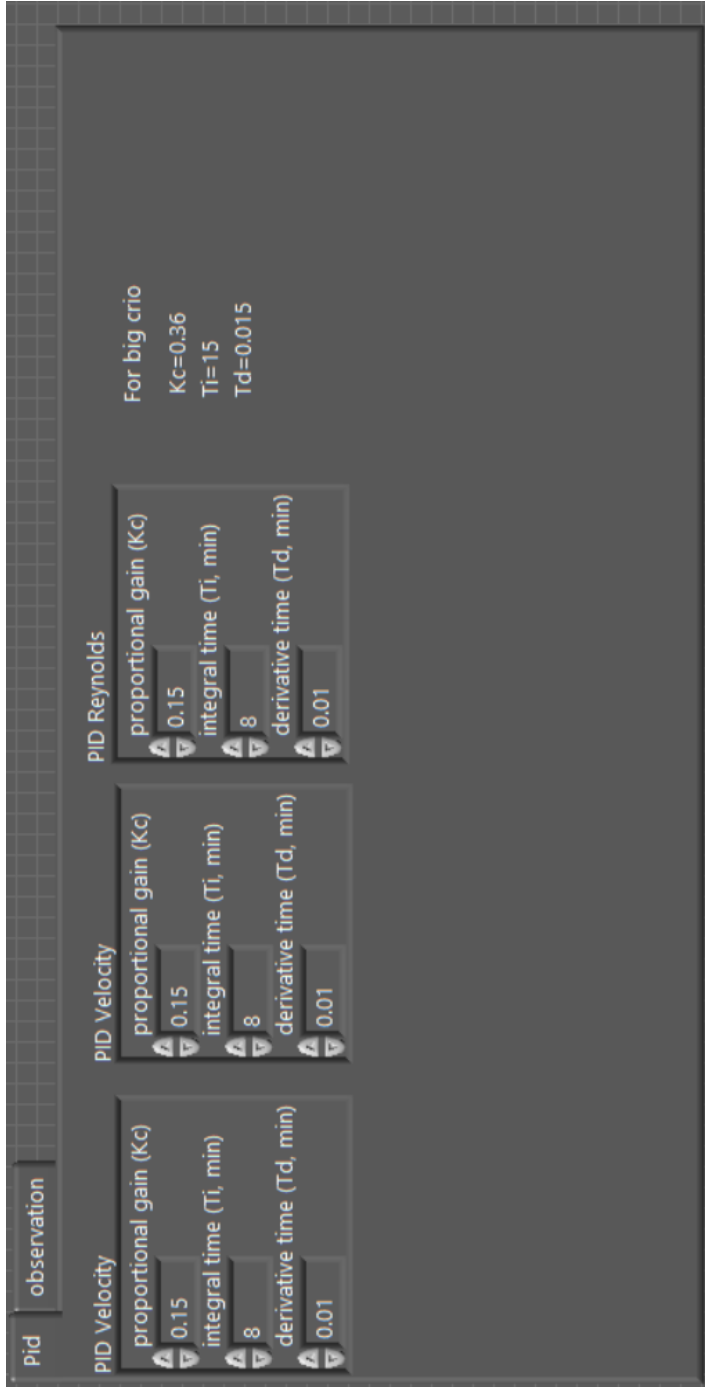 Pid
observation
PID Velocity
proportional gain (Kc)
0.15
integral time (Ti, min)
8
derivative time (Td, min)
0.01
PID Velocity
proportional gain (Kc)
0.15
integral time (Ti, min)
8
derivative time (Td, min)
0.01
PID Reynolds
proportional gain (Kc)
0.15
integral time (Ti, min)
8
derivative time (Td, min)
0.01
For big crio
Kc=0.36
Ti=15
Td=0.015